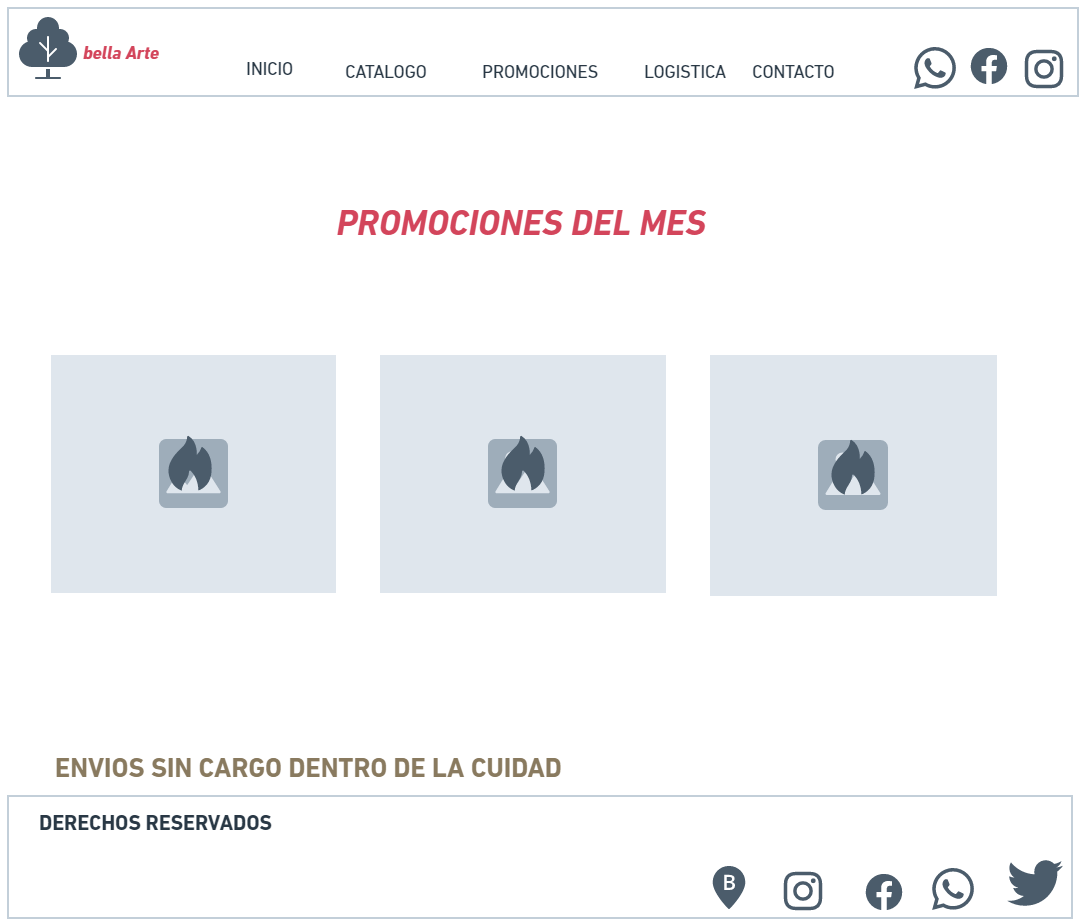 bella Arte
INICIO
CATALOGO
PROMOCIONES
LOGISTICA
CONTACTO
PROMOCIONES DEL MES
ENVIOS SIN CARGO DENTRO DE LA CUIDAD
DERECHOS RESERVADOS
B